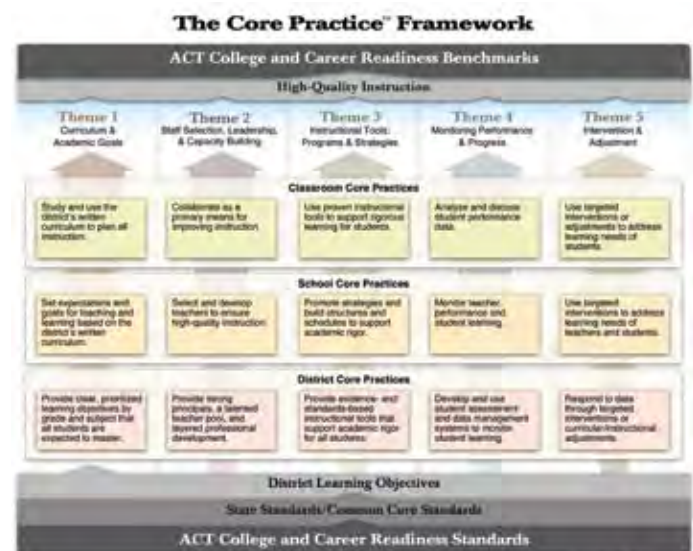 The Core Practice™ Framework
ACT College and Career Readiness Benchmarks
High-Quality Instruction
Theme 1
Curriculum &
Academic Goals
Theme 2
Staff Selection, Leadership,
& Capacity Building
Theme 3
Instructional Tools:
Programs & Strategies
Theme 4
Monitoring Performance
& Progress
Theme 5
Intervention &
Adjustment
Classroom Core Practices
Study and use the
district's written
curriculum to plan all
instruction.
Collaborate as a
primary means for
improving instruction.
Use proven instructional
tools to support rigorous
learning for students.
Analyze and discuss
student performance
data.
Use targeted
interventions or
adjustments to address
learning needs of
students.
School Core Practices
Set expectations and
goals for teaching and
learning based on the
district's written
curriculum.
Select and develop
teachers to ensure
high-quality instruction.
Promote strategies and
build structures and
schedules to support
academic rigor.
Monitor teacher
performance and
student learning.
Use targeted
interventions to address
learning needs of
teachers and students.
District Core Practices
Provide clear, prioritized
learning objectives by
grade and subject that
all students are
expected to master.
Provide strong
principals, a talented
teacher pool, and
layered professional
development.
Provide evidence- and
standards-based
instructional tools that
support academic rigor
for all students.
Develop and use
student assessment
and data management
systems to monitor
student learning.
Respond to data
through targeted
interventions or
curricular/instructional
adjustments.
District Learning Objectives
State Standards/Common Core Standards
ACT College and Career Readiness Standards